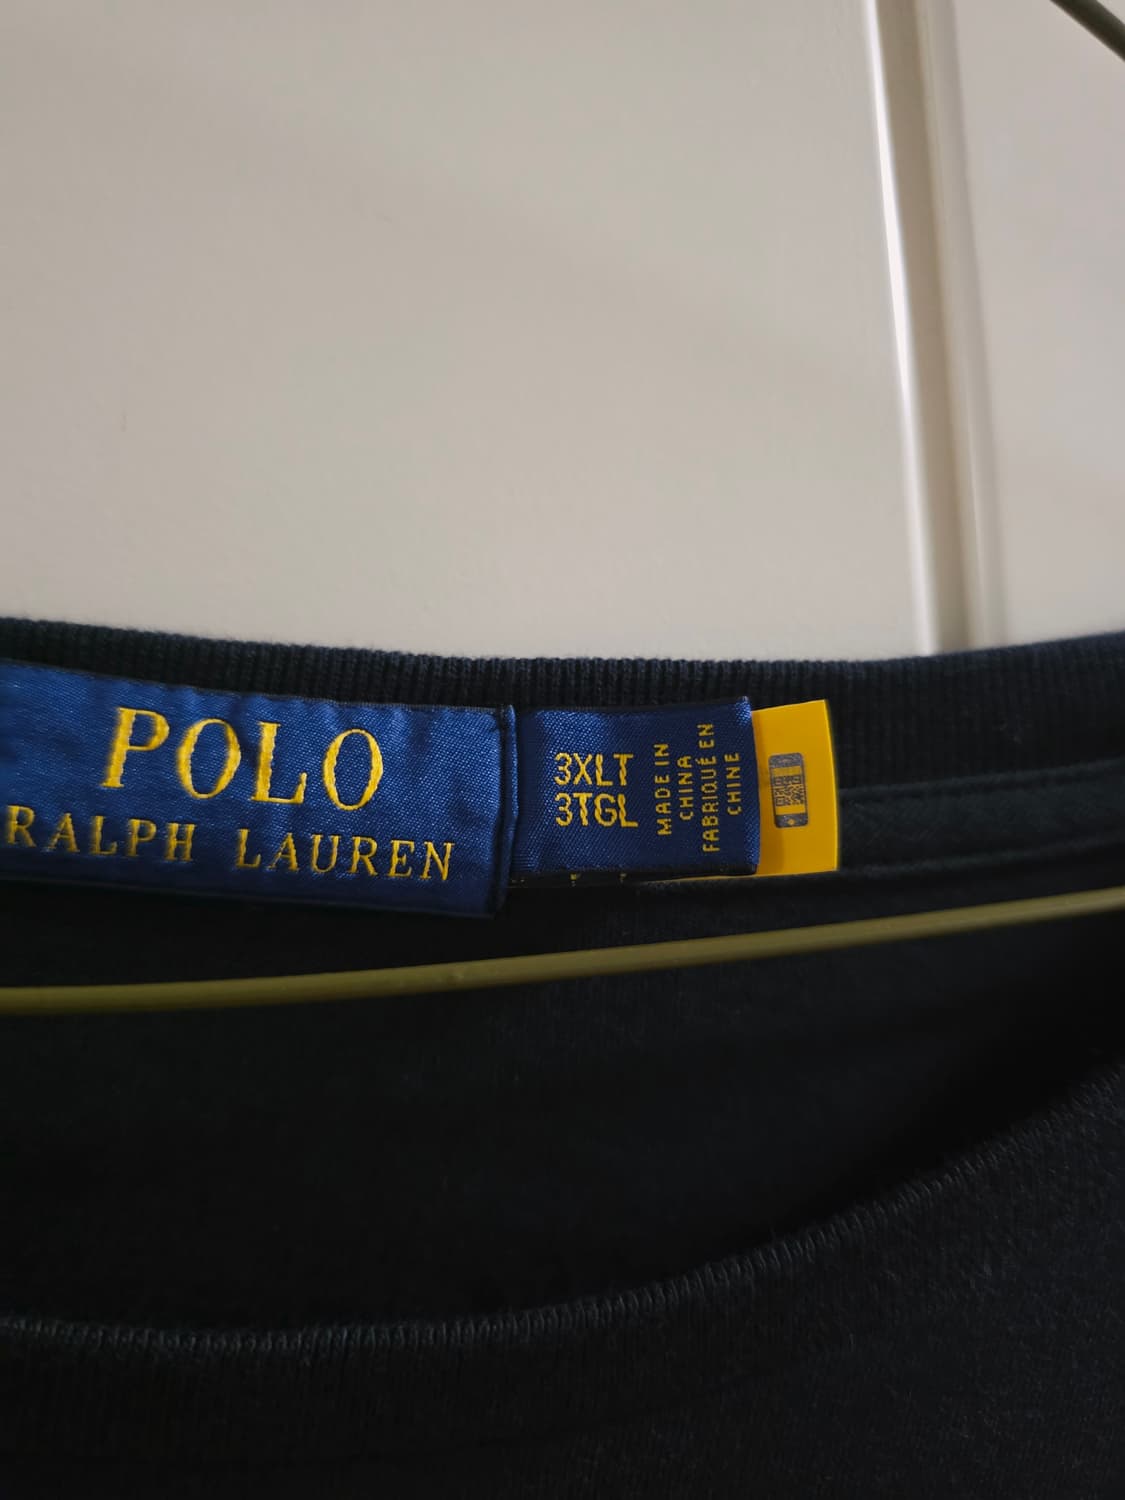 POLO
RALPH LAUREN
3XLT
3TGL
MADE IN
CHINA
FABRIQUÉ EN
CHINE